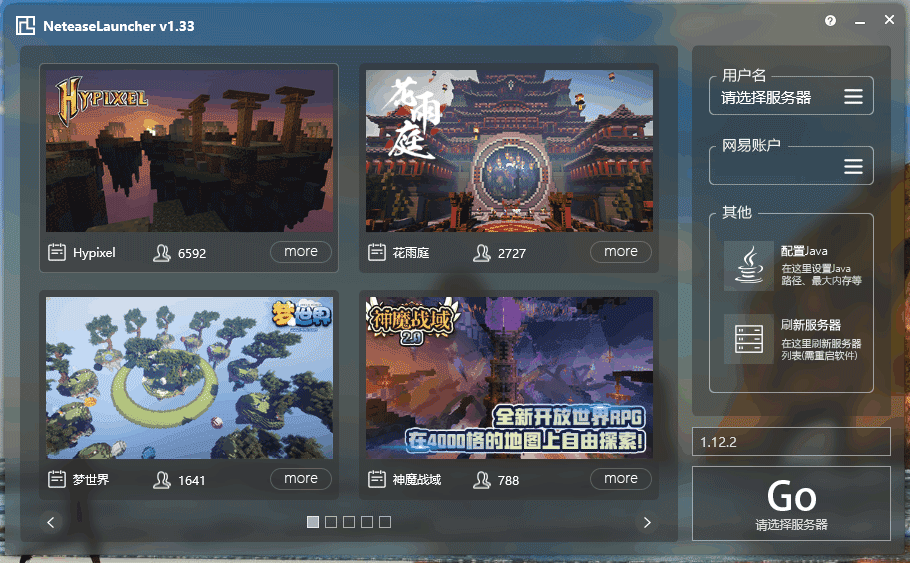 NeteaseLauncher v1.33
HYPIXEL
Hypixel
6592
more
花雨庭
花雨庭
2727
more
梦世界
梦世界
1641
more
神魔战域
2.0
全新开放世界RPG
在4000格的地图上自由探索!
神魔战域
788
more
用户名
请选择服务器
网易账户
其他
配置Java
在这里设置Java
路径、最大内存等
刷新服务器
在这里刷新服务器
列表(需重启软件)
1.12.2
Go
请选择服务器